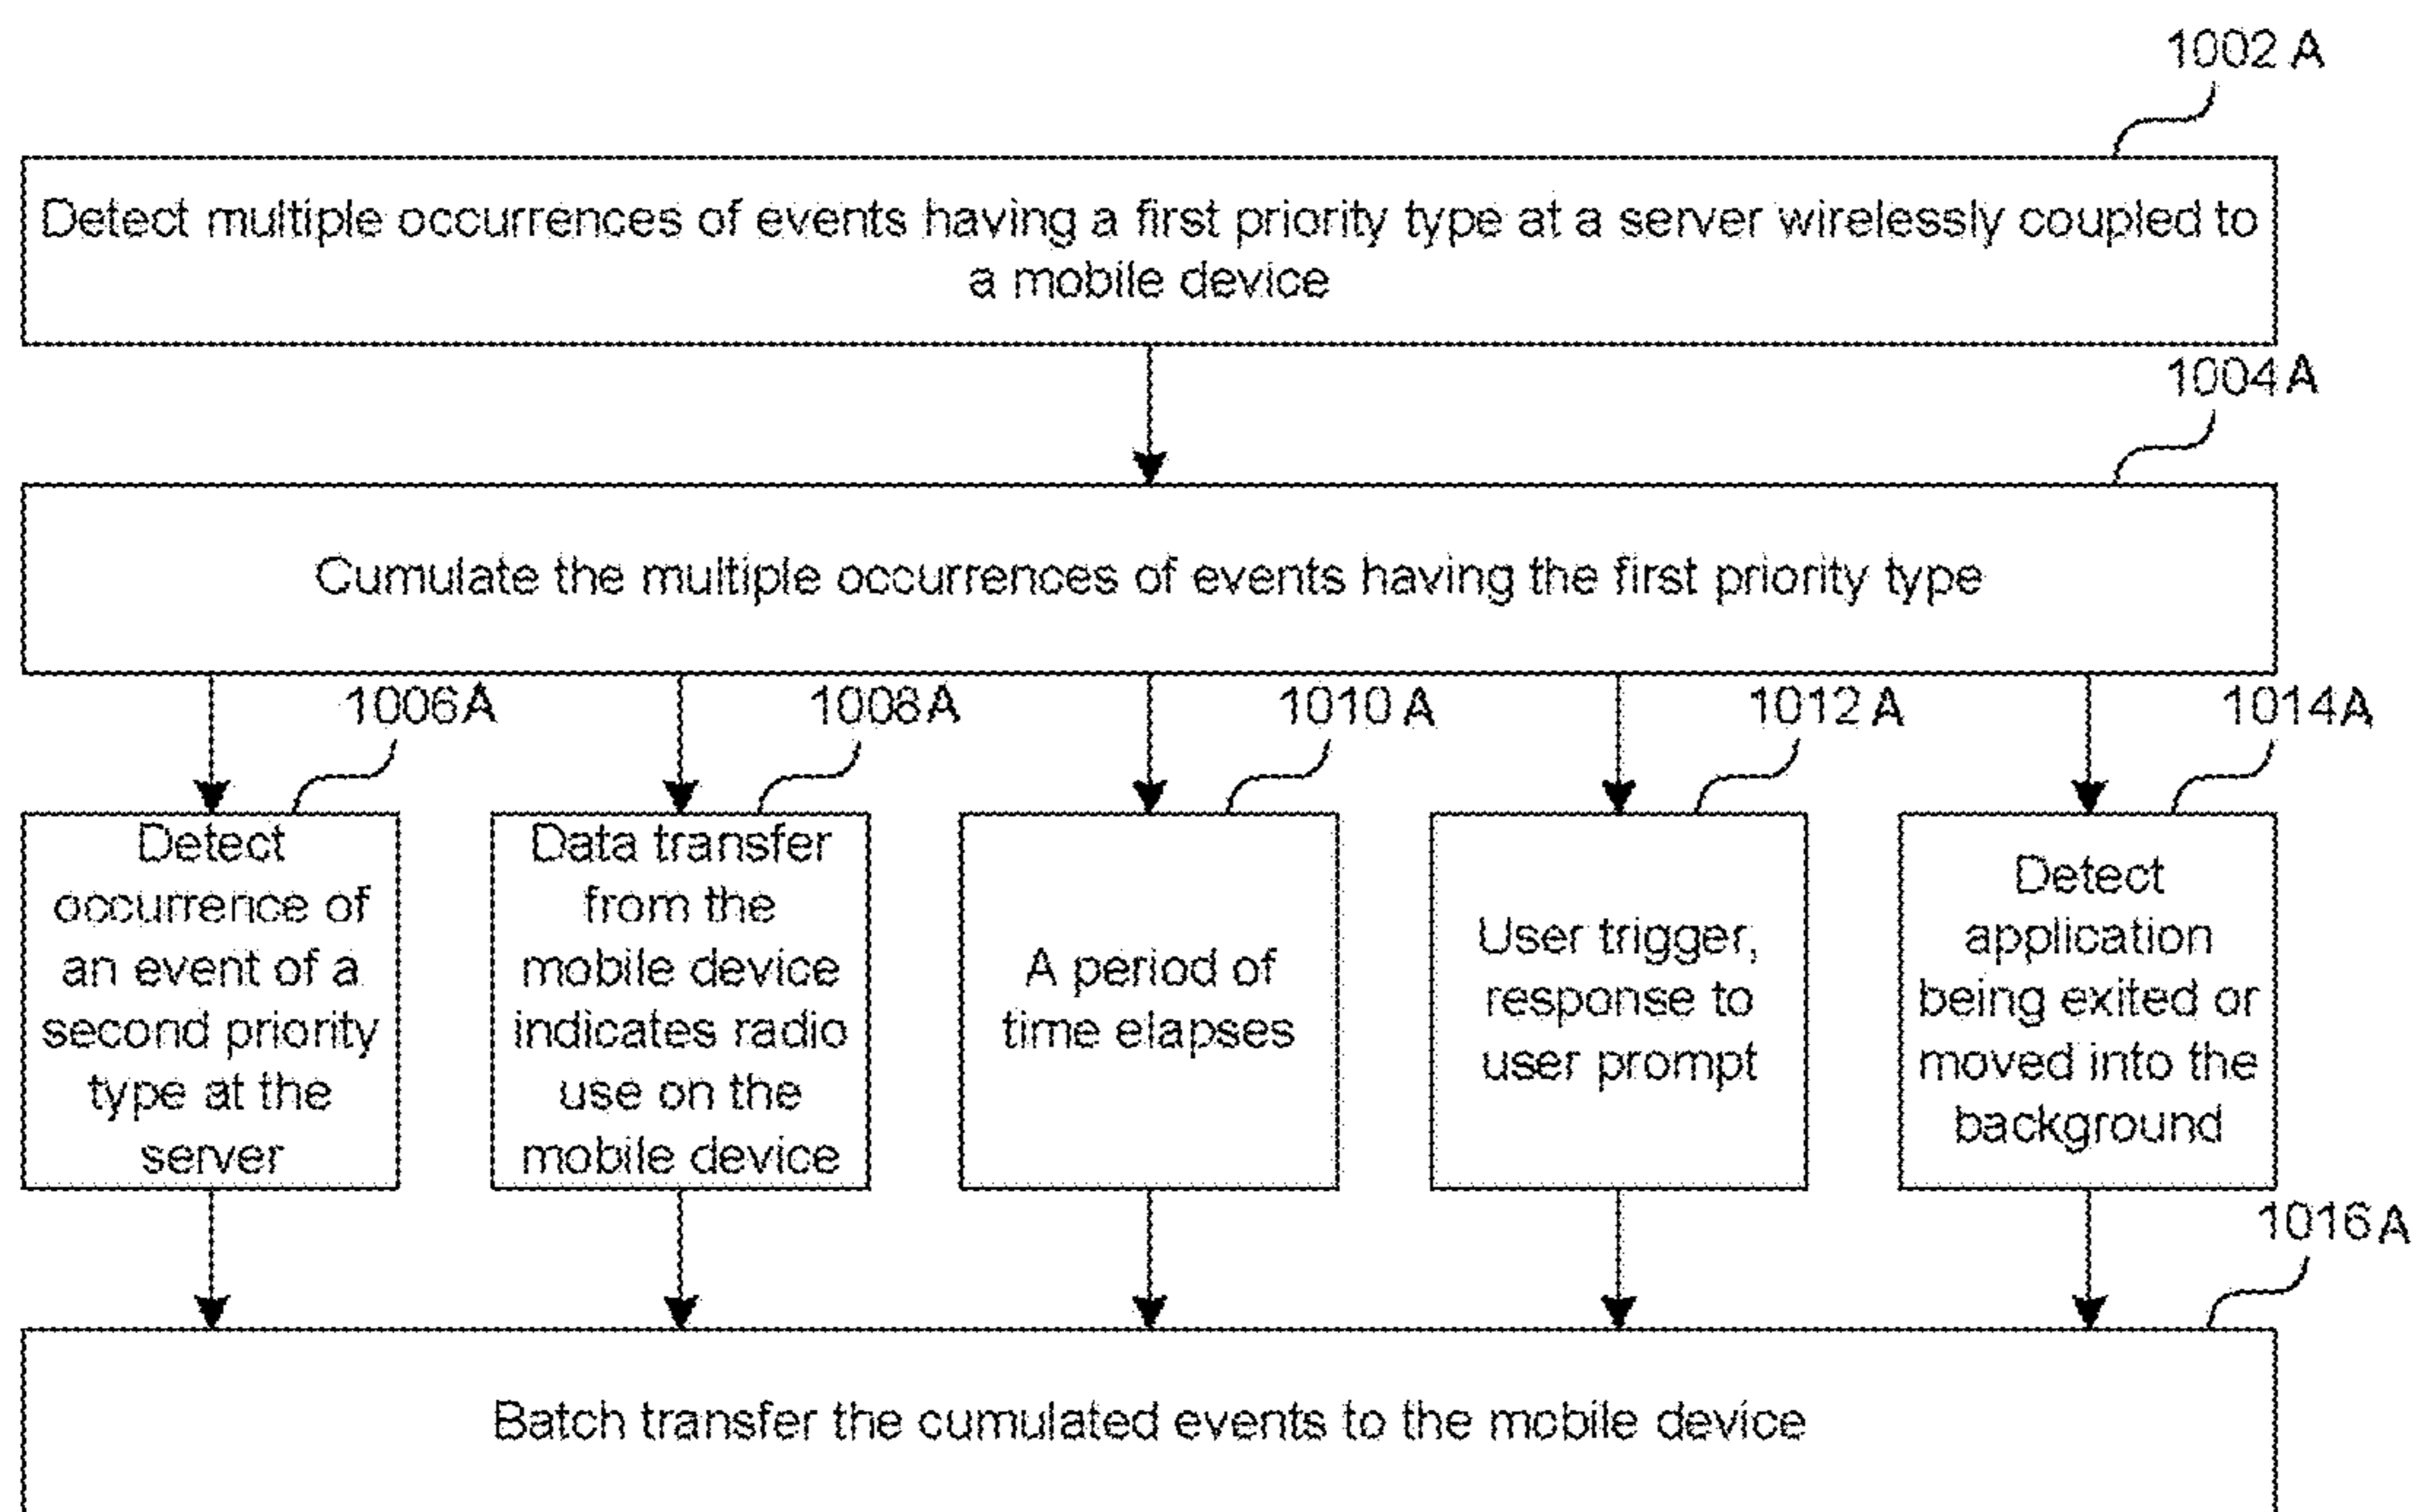 1002 A
Detect multiple occurrences of events having a first priority type at a server wirelessly coupled to
a mobile device
1004 A
Cumulate the multiple occurrences of events having the first priority type
1006 A
1008 A
1010 A
1012 A
1014 A
Detect
occurrence of
an event of a
second priority
type at the
server
Data transfer
from the
mobile device
indicates radio
use on the
mobile device
A period of
time elapses
User trigger,
response to
user prompt
Detect
application
being exited or
moved into the
background
1016 A
Batch transfer the cumulated events to the mobile device